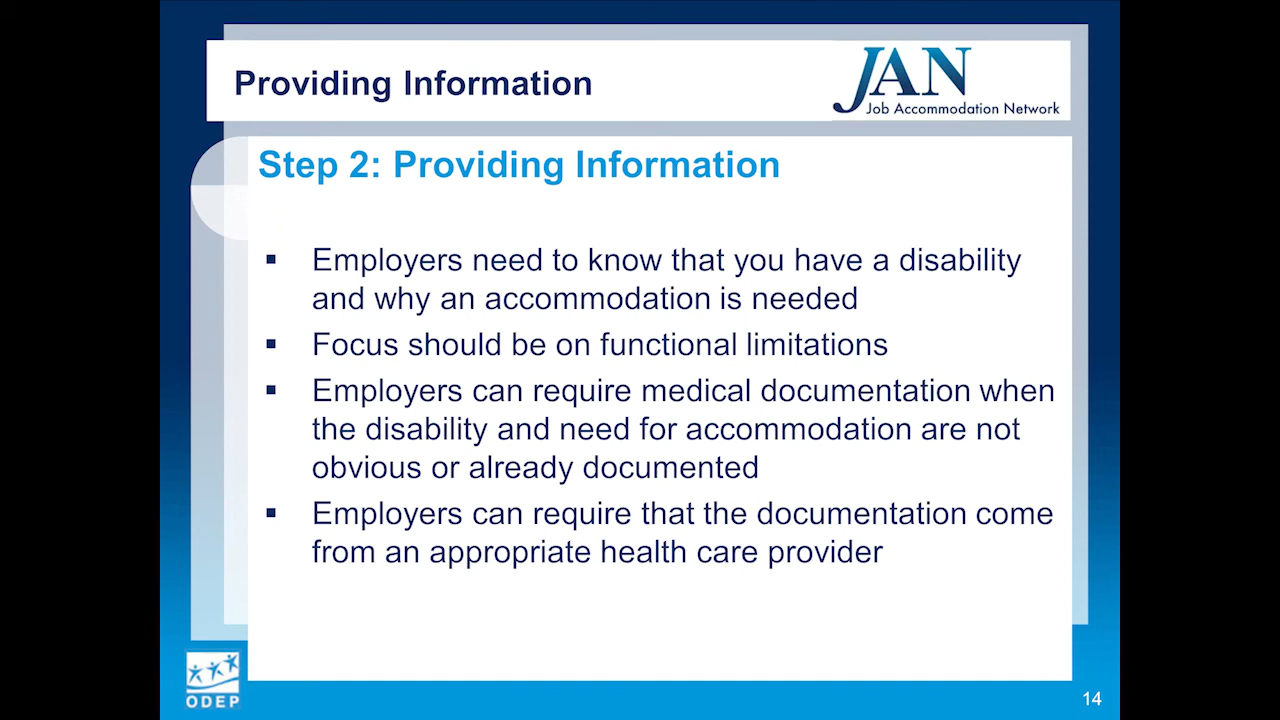 Providing Information
JAN
Job Accommodation Network
Step 2: Providing Information
▪ Employers need to know that you have a disability
and why an accommodation is needed
▪ Focus should be on functional limitations
▪ Employers can require medical documentation when
the disability and need for accommodation are not
obvious or already documented
▪ Employers can require that the documentation come
from an appropriate health care provider
ODEP
14